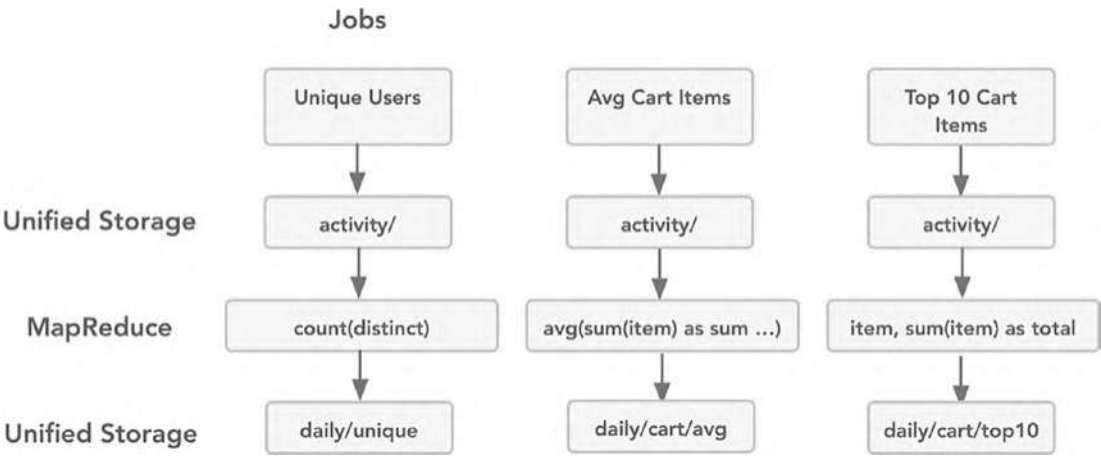 Jobs
Unique Users
Avg Cart Items
Top 10 Cart
Items
Unified Storage
activity/
activity/
activity/
MapReduce
count(distinct)
avg(sum(item) as sum ...)
item, sum(item) as total
Unified Storage
daily/unique
daily/cart/avg
daily/cart/top10